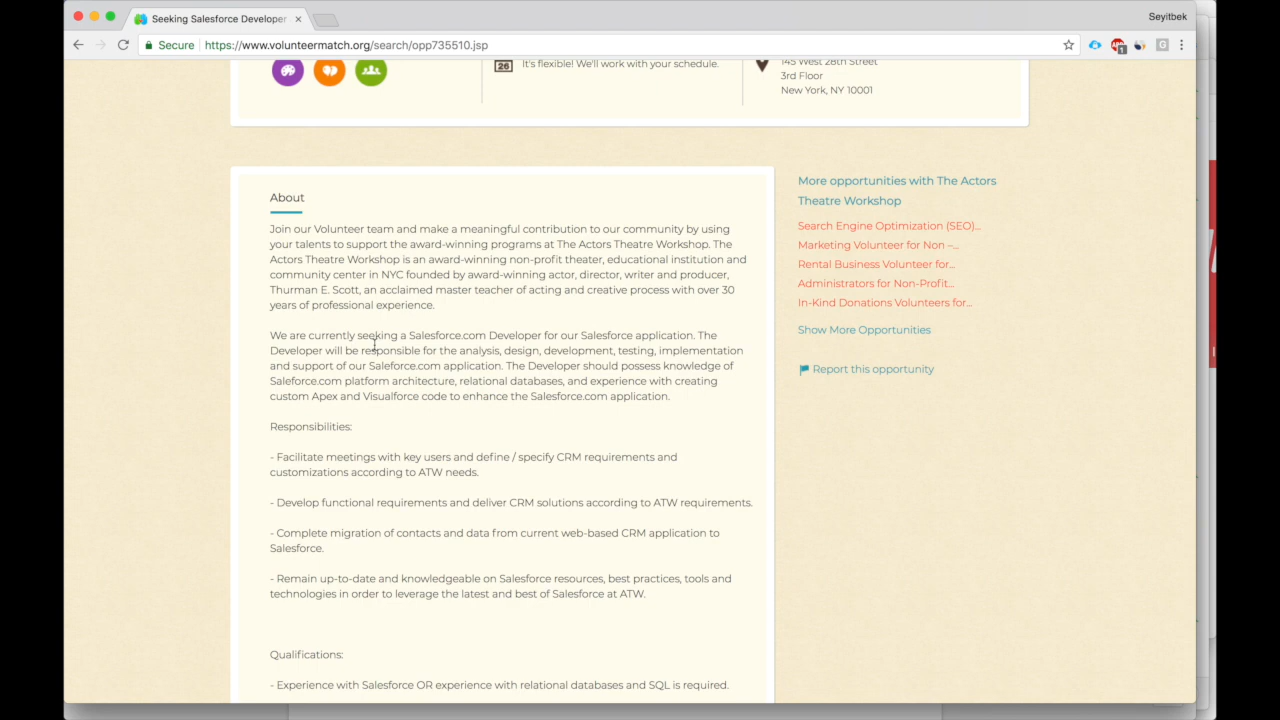 Seeking Salesforce Developer
Seyitbek
Secure https://www.volunteermatch.org/search/opp735510.jsp
26 It's flexible! We'll work with your schedule.
145 West 28th Street
3rd Floor
New York, NY 10001
About
Join our Volunteer team and make a meaningful contribution to our community by using
your talents to support the award-winning programs at The Actors Theatre Workshop. The
Actors Theatre Workshop is an award-winning non-profit theater, educational institution and
community center in NYC founded by award-winning actor, director, writer and producer,
Thurman E. Scott, an acclaimed master teacher of acting and creative process with over 30
years of professional experience.
We are currently seeking a Salesforce.com Developer for our Salesforce application. The
Developer will be responsible for the analysis, design, development, testing, implementation
and support of our Saleforce.com application. The Developer should possess knowledge of
Saleforce.com platform architecture, relational databases, and experience with creating
custom Apex and Visualforce code to enhance the Salesforce.com application.
Responsibilities:
- Facilitate meetings with key users and define / specify CRM requirements and
customizations according to ATW needs.
- Develop functional requirements and deliver CRM solutions according to ATW requirements.
- Complete migration of contacts and data from current web-based CRM application to
Salesforce.
- Remain up-to-date and knowledgeable on Salesforce resources, best practices, tools and
technologies in order to leverage the latest and best of Salesforce at ATW.
Qualifications:
- Experience with Salesforce OR experience with relational databases and SQL is required.
More opportunities with The Actors
Theatre Workshop
Search Engine Optimization (SEO)...
Marketing Volunteer for Non –...
Rental Business Volunteer for...
Administrators for Non-Profit...
In-Kind Donations Volunteers for...
Show More Opportunities
Report this opportunity